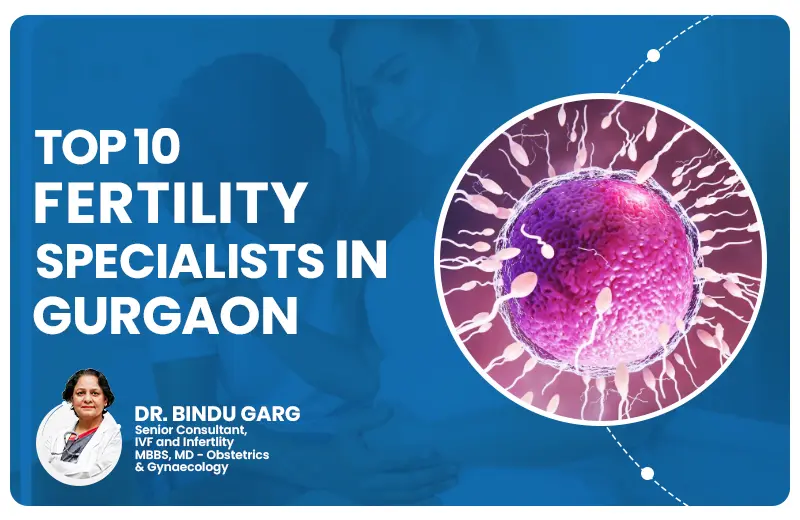 TOP 10
FERTILITY
SPECIALISTS IN
GURGAON
DR. BINDU GARG
Senior Consultant,
IVF and Infertlity
MBBS, MD - Obstetrics
& Gynaecology